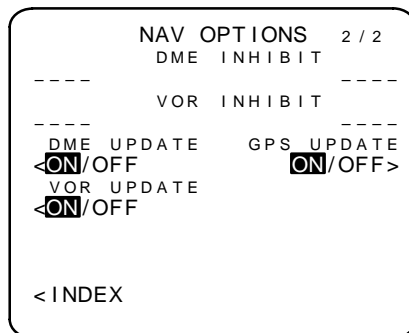 NAV OPTIONS 2/2
DME INHIBIT
---- ----
VOR INHIBIT
---- ----
DME UPDATE GPS UPDATE
<ON/OFF ON/OFF>
VOR UPDATE
<ON/OFF
<INDEX